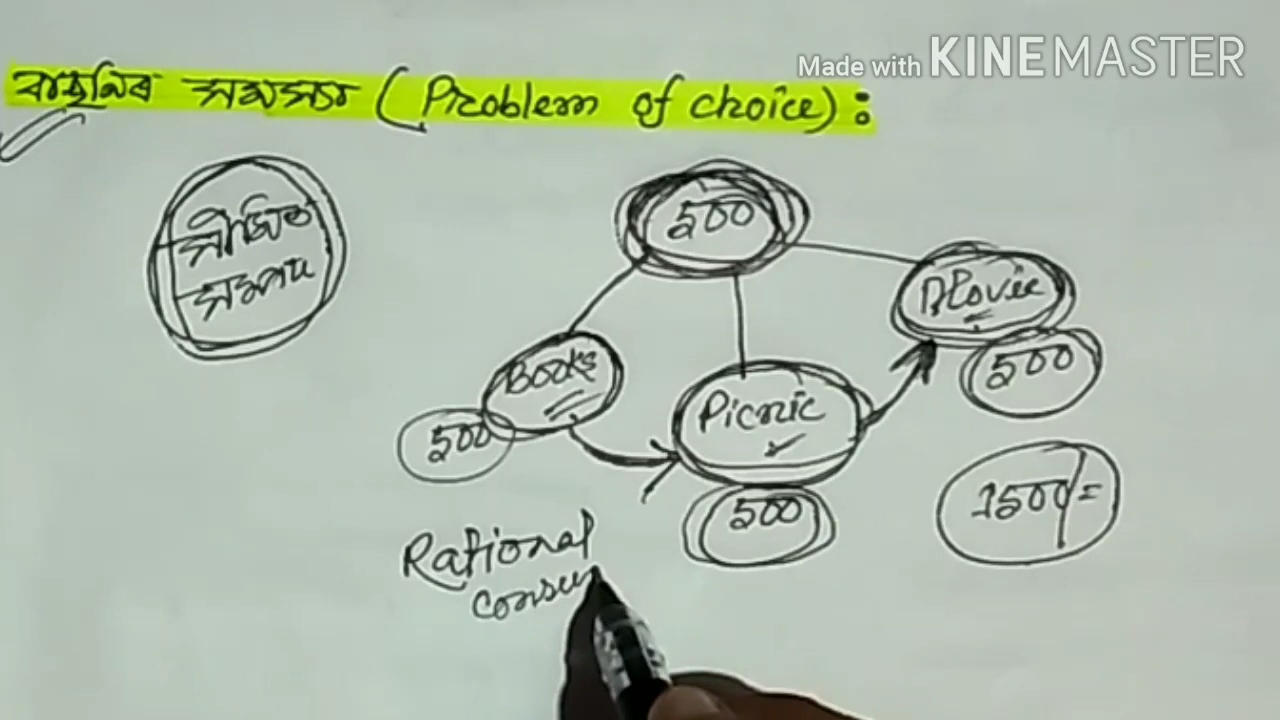 Made with KINEMASTER
বাছনিৰ সমস্যা (Problem of choice):
সীমিত
সম্পদ
500
Movie
500
Books
500
Picnic
500
1500/=
Rational
consum